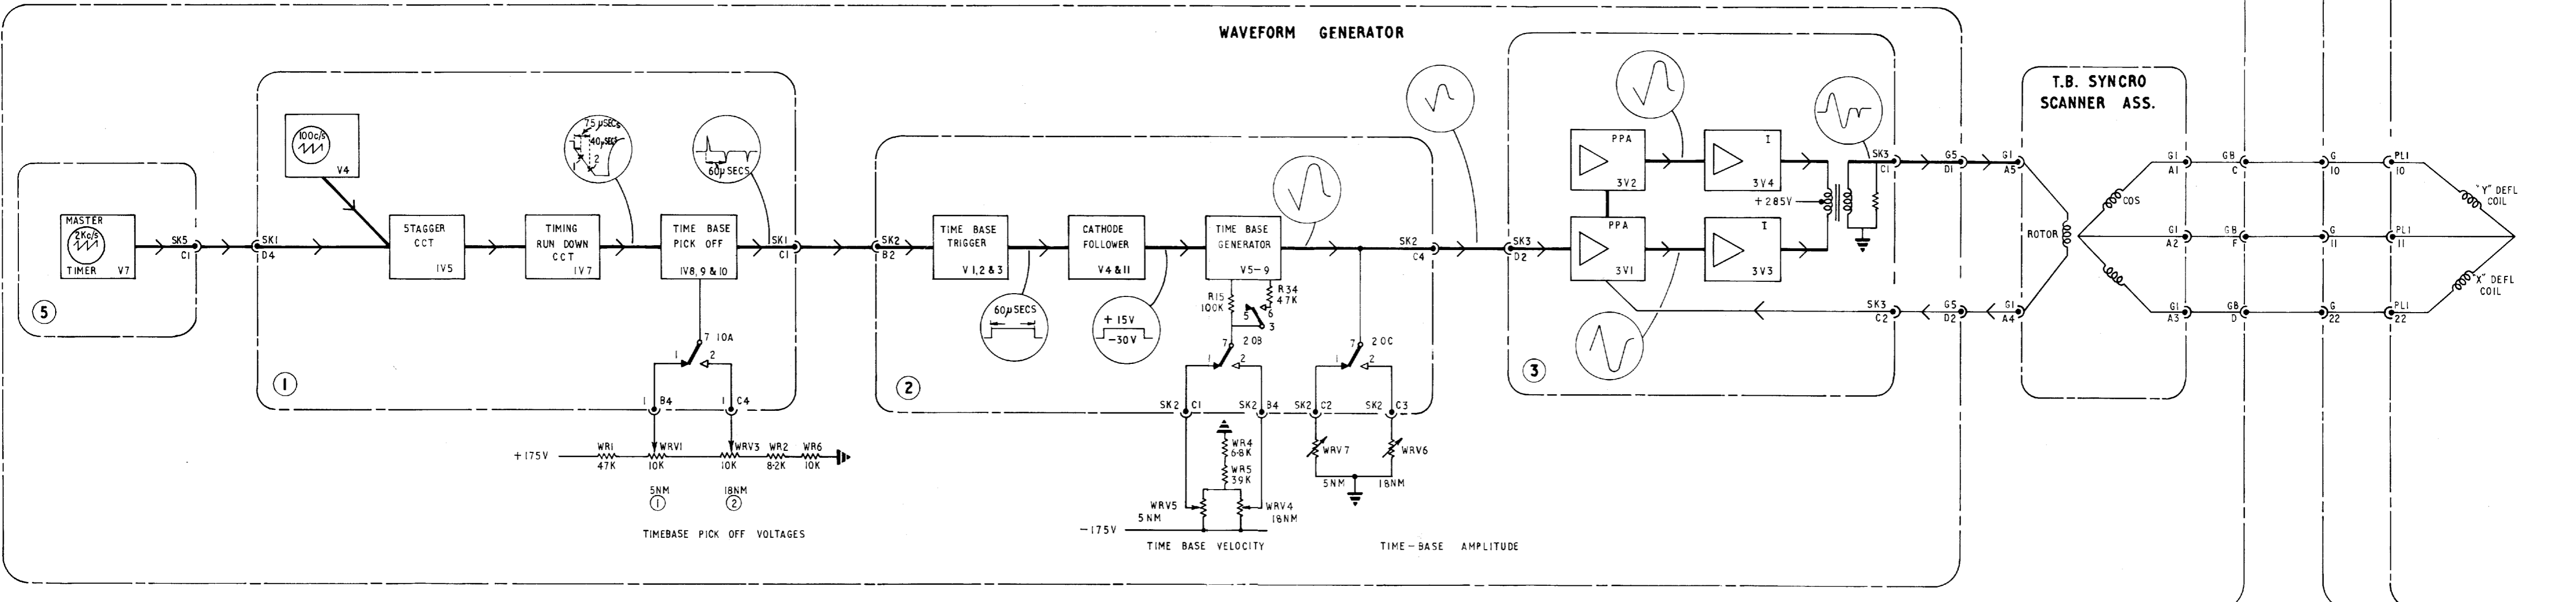 WAVEFORM GENERATOR
MASTER
2Kc/s
TIMER V7
SK5
C1
5
100c/s
V4
SK1
D4
STAGGER
CCT
1V5
TIMING
RUN DOWN
CCT
1V7
75 µSECs
40µSECS
1
2
TIME BASE
PICK OFF
1V8, 9 & 10
60µSECS
SK1
C1
7 10A
1
2
1 B4
1 C4
1
+175V
WR1
47K
WRV1
10K
WRV3
10K
WR2
8·2K
WR6
10K
5NM
1
18NM
2
TIMEBASE PICK OFF VOLTAGES
SK2
B2
TIME BASE
TRIGGER
V1,2 & 3
60µSECS
CATHODE
FOLLOWER
V4 & 11
+ 15V
-30V
TIME BASE
GENERATOR
V5-9
R15
100K
R34
47K
5
6
3
7 20B
1
2
7 20C
1
2
SK2
C4
2
SK2 C1
SK2 B4
SK2 C2
SK2 C3
WR4
6·8K
WR5
39K
WRV5
5NM
WRV4
18NM
-175V
TIME BASE VELOCITY
WRV7
WRV6
5NM
18NM
TIME-BASE AMPLITUDE
SK3
D2
PPA
3V2
I
3V4
PPA
3V1
I
3V3
+285V
SK3
C1
SK3
C2
3
G5
D1
G5
D2
T.B. SYNCRO
SCANNER ASS.
G1
A5
G1
A4
ROTOR
COS
G1
A1
G1
A2
G1
A3
GB
C
GB
F
GB
D
G
10
G
11
G
22
PL1
10
PL1
11
PL1
22
"Y" DEFL
COIL
"X" DEFL
COIL